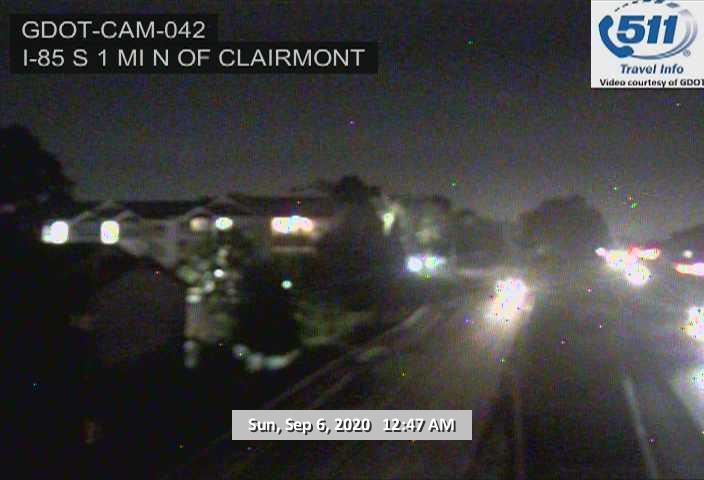 GDOT-CAM-042
I-85 S 1 MI N OF CLAIRMONT
511
Travel Info
Video courtesy of GDOT
Sun, Sep 6, 2020 12:47 AM